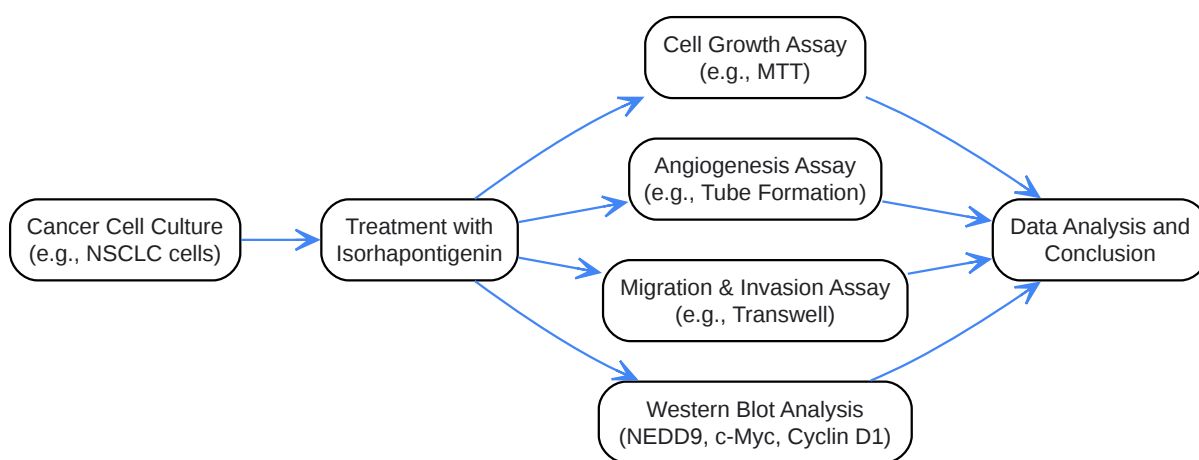 Cancer Cell Culture
(e.g., NSCLC cells)
Treatment with
Isorhapontigenin
Cell Growth Assay
(e.g., MTT)
Angiogenesis Assay
(e.g., Tube Formation)
Migration & Invasion Assay
(e.g., Transwell)
Western Blot Analysis
(NEDD9, c-Myc, Cyclin D1)
Data Analysis and
Conclusion